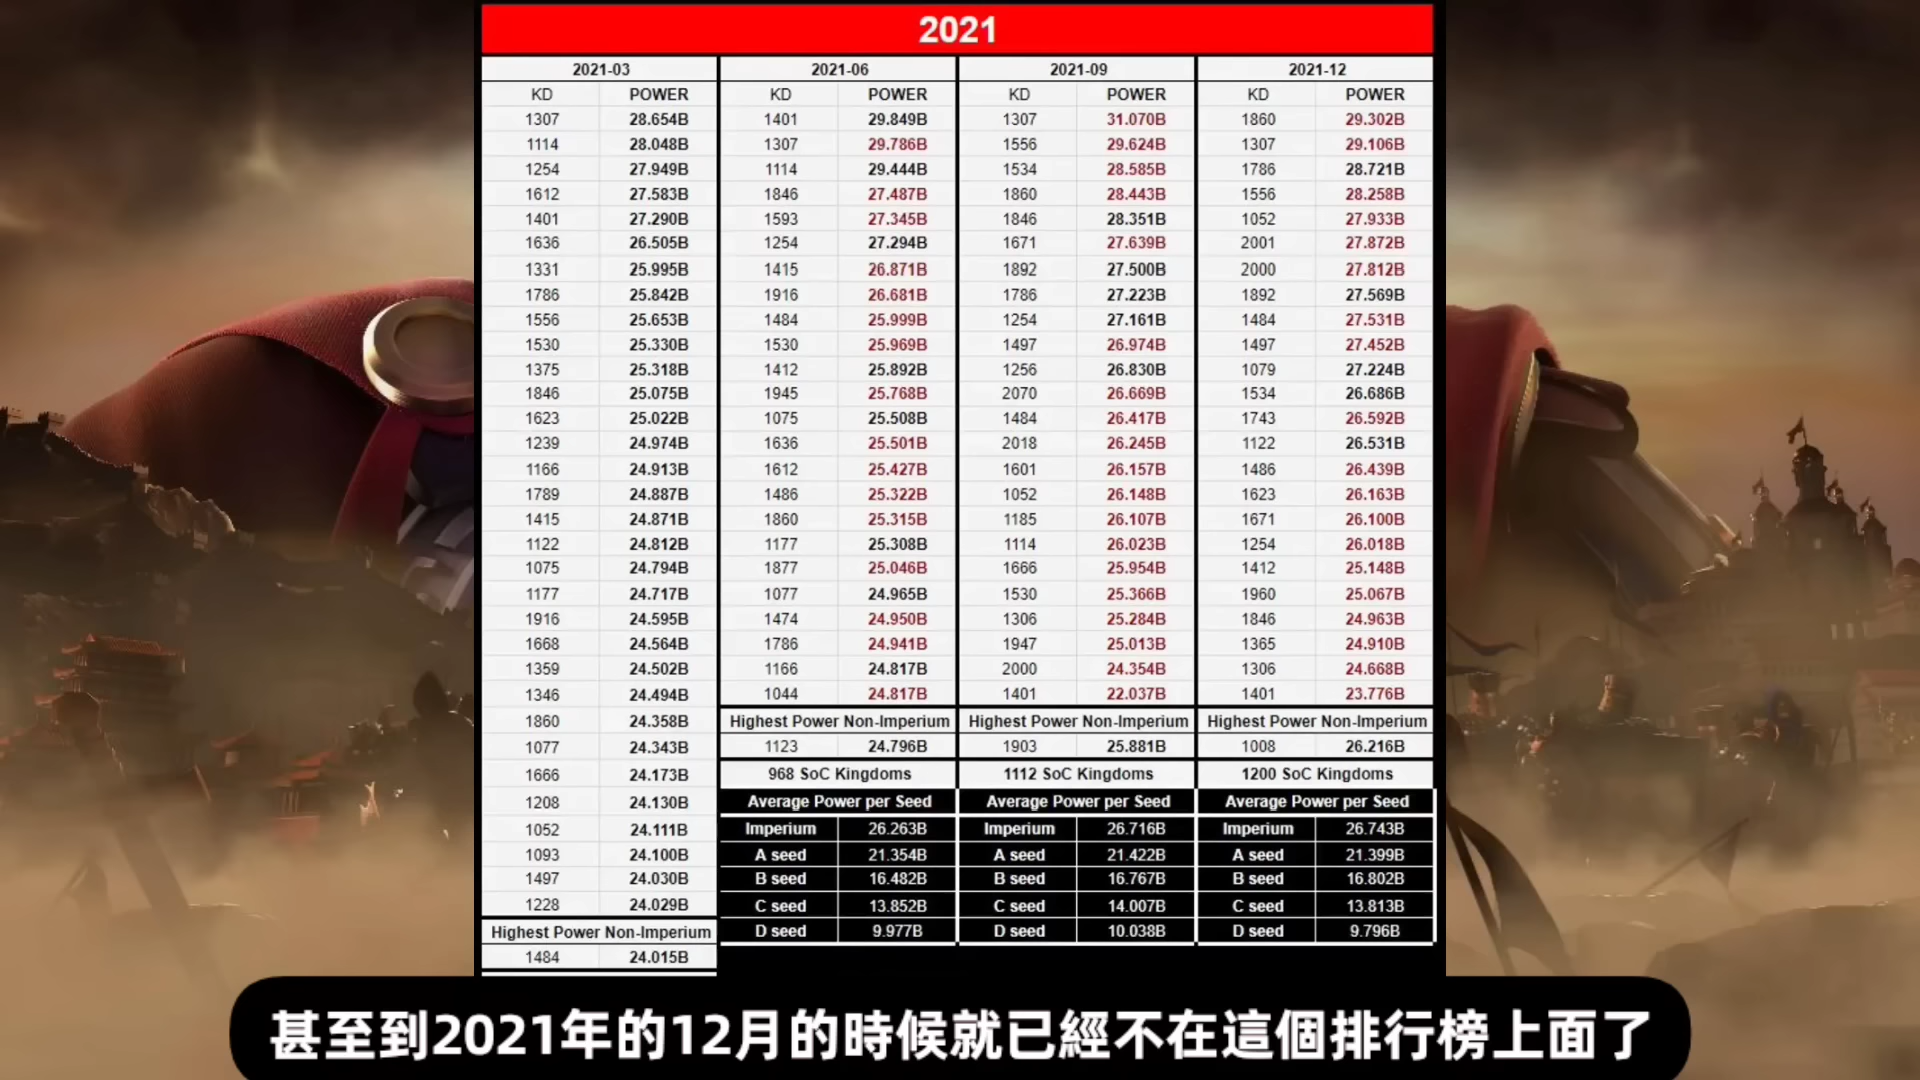 2021
2021-03 2021-06 2021-09 2021-12
KD POWER KD POWER KD POWER KD POWER
1307 28.654B 1401 29.849B 1307 31.070B 1860 29.302B
1114 28.048B 1307 29.786B 1556 29.624B 1307 29.106B
1254 27.949B 1114 29.444B 1534 28.585B 1786 28.721B
1612 27.583B 1846 27.487B 1860 28.443B 1556 28.258B
1401 27.290B 1593 27.345B 1846 28.351B 1052 27.933B
1636 26.505B 1254 27.294B 1671 27.639B 2001 27.872B
1331 25.995B 1415 26.871B 1892 27.500B 2000 27.812B
1786 25.842B 1916 26.681B 1786 27.223B 1892 27.569B
1556 25.653B 1484 25.999B 1254 27.161B 1484 27.531B
1530 25.330B 1530 25.969B 1497 26.974B 1497 27.452B
1375 25.318B 1412 25.892B 1256 26.830B 1079 27.224B
1846 25.075B 1945 25.768B 2070 26.669B 1534 26.686B
1623 25.022B 1075 25.508B 1484 26.417B 1743 26.592B
1239 24.974B 1636 25.501B 2018 26.245B 1122 26.531B
1166 24.913B 1612 25.427B 1601 26.157B 1486 26.439B
1789 24.887B 1486 25.322B 1052 26.148B 1623 26.163B
1415 24.871B 1860 25.315B 1185 26.107B 1671 26.100B
1122 24.812B 1177 25.308B 1114 26.023B 1254 26.018B
1075 24.794B 1877 25.046B 1666 25.954B 1412 25.148B
1177 24.717B 1077 24.965B 1530 25.366B 1960 25.067B
1916 24.595B 1474 24.950B 1306 25.284B 1846 24.963B
1668 24.564B 1786 24.941B 1947 25.013B 1365 24.910B
1359 24.502B 1166 24.817B 2000 24.354B 1306 24.668B
1346 24.494B 1044 24.817B 1401 22.037B 1401 23.776B
1860 24.358B Highest Power Non-Imperium Highest Power Non-Imperium Highest Power Non-Imperium
1077 24.343B 1123 24.796B 1903 25.881B 1008 26.216B
1666 24.173B 968 SoC Kingdoms 1112 SoC Kingdoms 1200 SoC Kingdoms
1208 24.130B Average Power per Seed Average Power per Seed Average Power per Seed
1052 24.111B Imperium 26.263B Imperium 26.716B Imperium 26.743B
1093 24.100B A seed 21.354B A seed 21.422B A seed 21.399B
1497 24.030B B seed 16.482B B seed 16.767B B seed 16.802B
1228 24.029B C seed 13.852B C seed 14.007B C seed 13.813B
Highest Power Non-Imperium D seed 9.977B D seed 10.038B D seed 9.796B
1484 24.015B
甚至到2021年的12月的時候就已經不在這個排行榜上面了